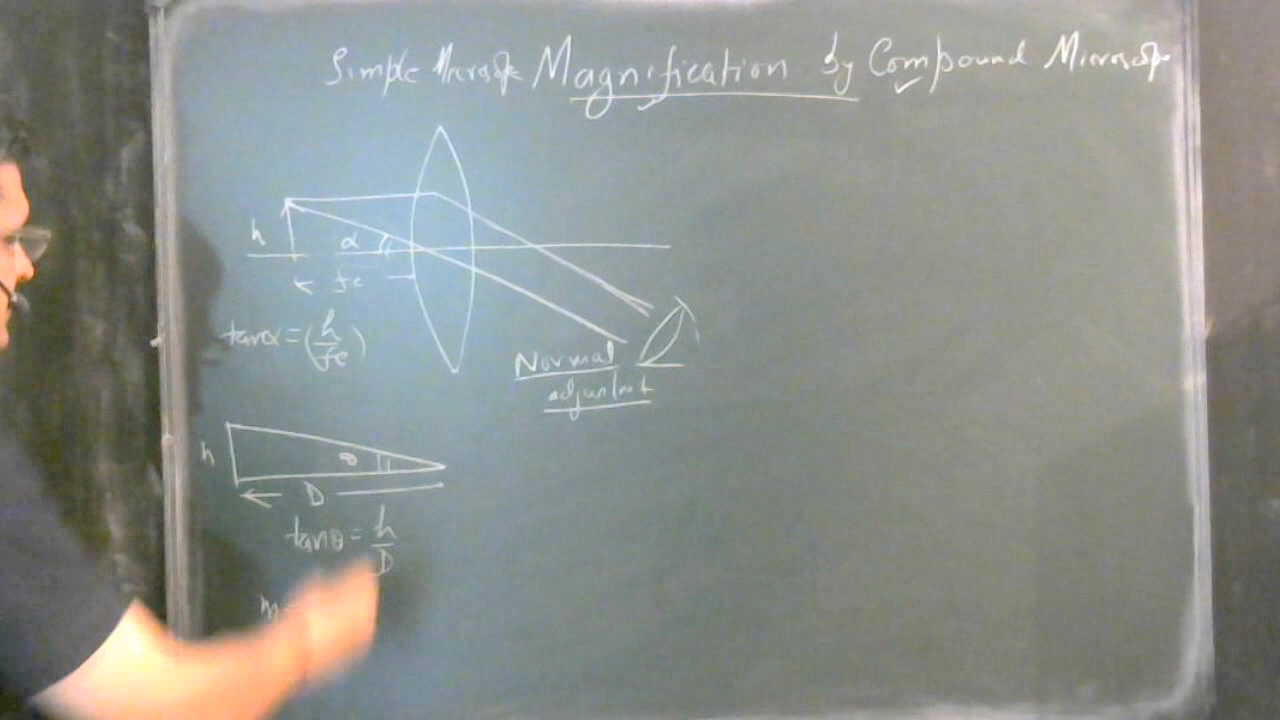 Simple Microscope Magnification by Compound Microscope
h
α
fe
tanα = (h/fe)
Normal
adjustment
h
θ
D
tanθ = h/D
m =